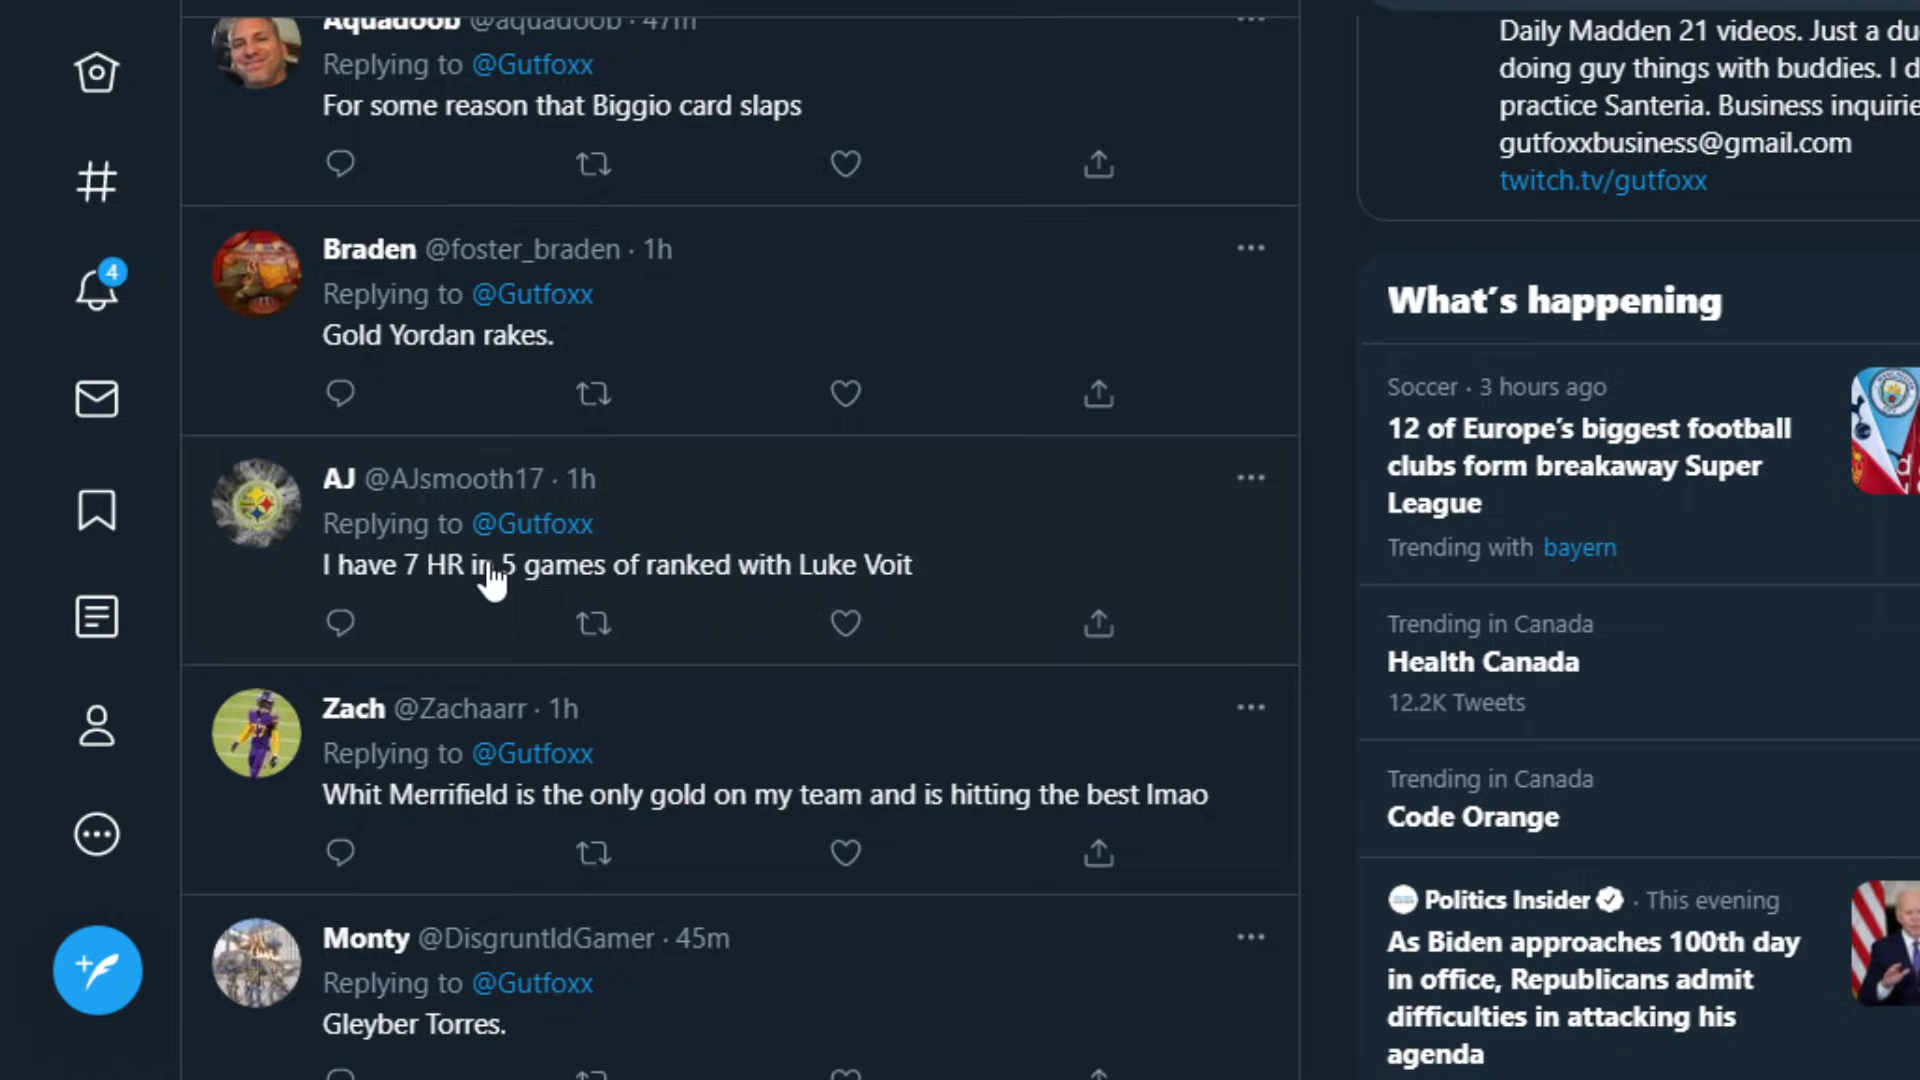 Aquadoob @aquadoob · 47m
Replying to @Gutfoxx
For some reason that Biggio card slaps
Braden @foster_braden · 1h
Replying to @Gutfoxx
Gold Yordan rakes.
AJ @AJsmooth17 · 1h
Replying to @Gutfoxx
I have 7 HR in 5 games of ranked with Luke Voit
Zach @Zachaarr · 1h
Replying to @Gutfoxx
Whit Merrifield is the only gold on my team and is hitting the best lmao
Monty @DisgruntldGamer · 45m
Replying to @Gutfoxx
Gleyber Torres.
4
Daily Madden 21 videos. Just a du
doing guy things with buddies. I d
practice Santeria. Business inquirie
gutfoxxbusiness@gmail.com
twitch.tv/gutfoxx
What's happening
Soccer · 3 hours ago
12 of Europe's biggest football
clubs form breakaway Super
League
Trending with bayern
Trending in Canada
Health Canada
12.2K Tweets
Trending in Canada
Code Orange
Politics Insider · This evening
As Biden approaches 100th day
in office, Republicans admit
difficulties in attacking his
agenda